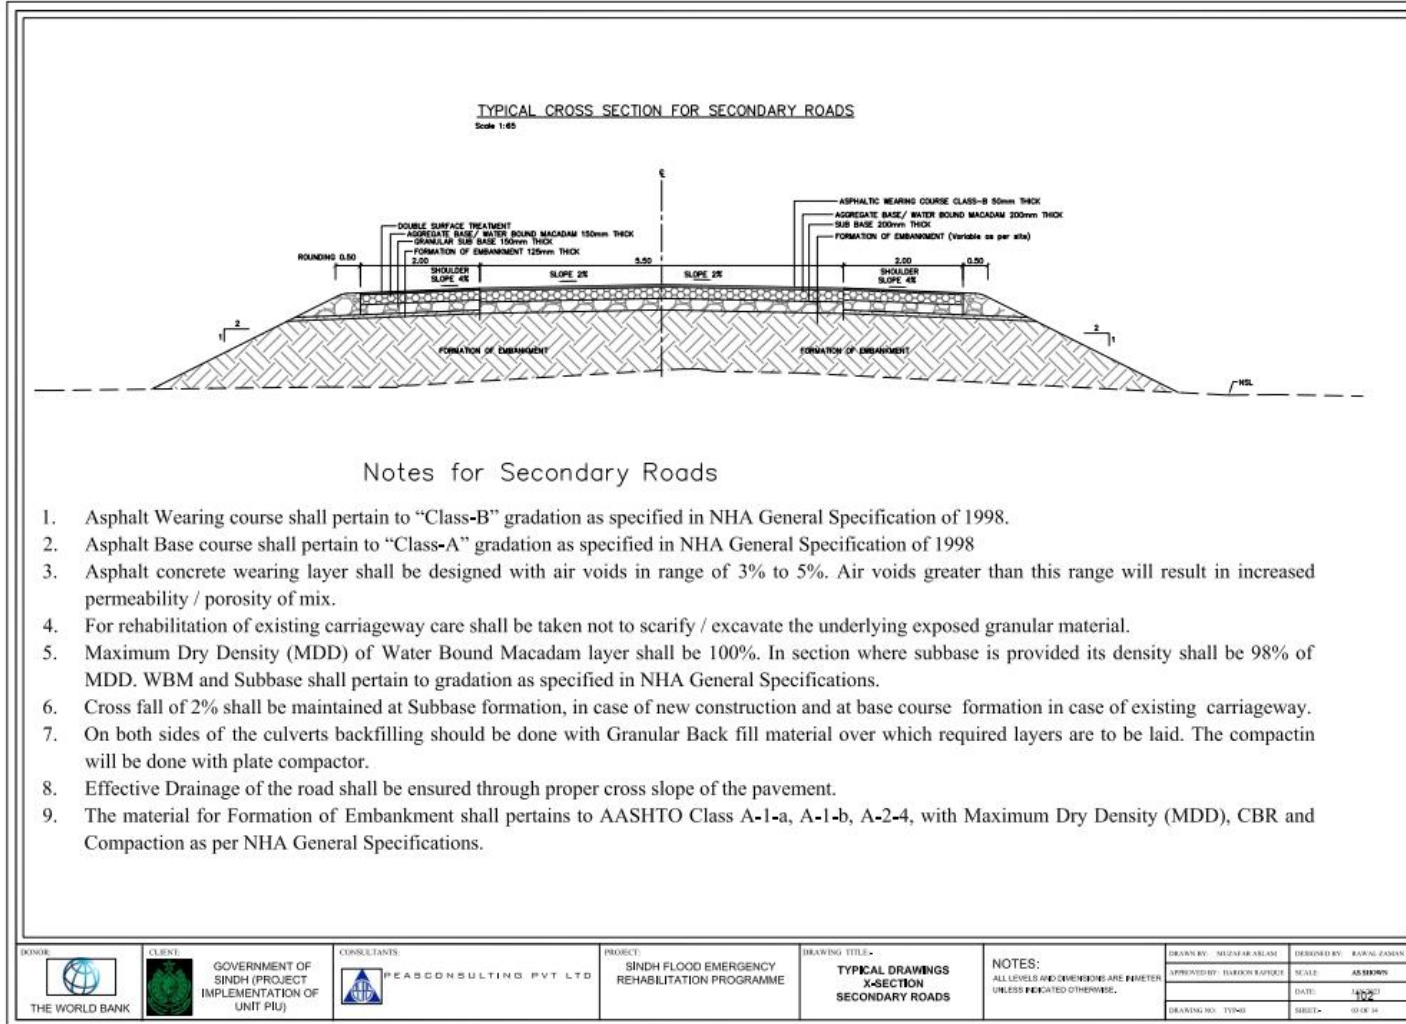 TYPICAL CROSS SECTION FOR SECONDARY ROADS
Scale 1:65
℄
ASPHALTIC WEARING COURSE CLASS-B 50mm THICK
AGGREGATE BASE/ WATER BOUND MACADAM 200mm THICK
SUB BASE 200mm THICK
FORMATION OF EMBANKMENT (Variable as per site)
DOUBLE SURFACE TREATMENT
AGGREGATE BASE/ WATER BOUND MACADAM 150mm THICK
GRANULAR SUB BASE 150mm THICK
FORMATION OF EMBANKMENT 125mm THICK
ROUNDING 0.50
2.00
5.50
2.00
0.50
SHOULDER
SLOPE 4%
SLOPE 2%
SLOPE 2%
SHOULDER
SLOPE 4%
2
1
2
1
FORMATION OF EMBANKMENT
FORMATION OF EMBANKMENT
NSL
Notes for Secondary Roads
1. Asphalt Wearing course shall pertain to “Class-B” gradation as specified in NHA General Specification of 1998.
2. Asphalt Base course shall pertain to “Class-A” gradation as specified in NHA General Specification of 1998
3. Asphalt concrete wearing layer shall be designed with air voids in range of 3% to 5%. Air voids greater than this range will result in increased
permeability / porosity of mix.
4. For rehabilitation of existing carriageway care shall be taken not to scarify / excavate the underlying exposed granular material.
5. Maximum Dry Density (MDD) of Water Bound Macadam layer shall be 100%. In section where subbase is provided its density shall be 98% of
MDD. WBM and Subbase shall pertain to gradation as specified in NHA General Specifications.
6. Cross fall of 2% shall be maintained at Subbase formation, in case of new construction and at base course formation in case of existing carriageway.
7. On both sides of the culverts backfilling should be done with Granular Back fill material over which required layers are to be laid. The compactin
will be done with plate compactor.
8. Effective Drainage of the road shall be ensured through proper cross slope of the pavement.
9. The material for Formation of Embankment shall pertains to AASHTO Class A-1-a, A-1-b, A-2-4, with Maximum Dry Density (MDD), CBR and
Compaction as per NHA General Specifications.
DONOR:
THE WORLD BANK
CLIENT:
GOVERNMENT OF
SINDH (PROJECT
IMPLEMENTATION OF
UNIT PIU)
CONSULTANTS:
PEAS CONSULTING PVT LTD
PROJECT:
SINDH FLOOD EMERGENCY
REHABILITATION PROGRAMME
DRAWING TITLE:-
TYPICAL DRAWINGS
X-SECTION
SECONDARY ROADS
NOTES:
ALL LEVELS AND DIMENSIONS ARE IN METER
UNLESS INDICATED OTHERWISE.
DRAWN BY: MUZAFAR ASLAM
DESIGNED BY: RAWAL ZAMAN
APPROVED BY: HAROON RAFIQUE
SCALE: AS SHOWN
DATE:
102
DRAWING NO: TYP-03
SHEET:- 03 OF 14